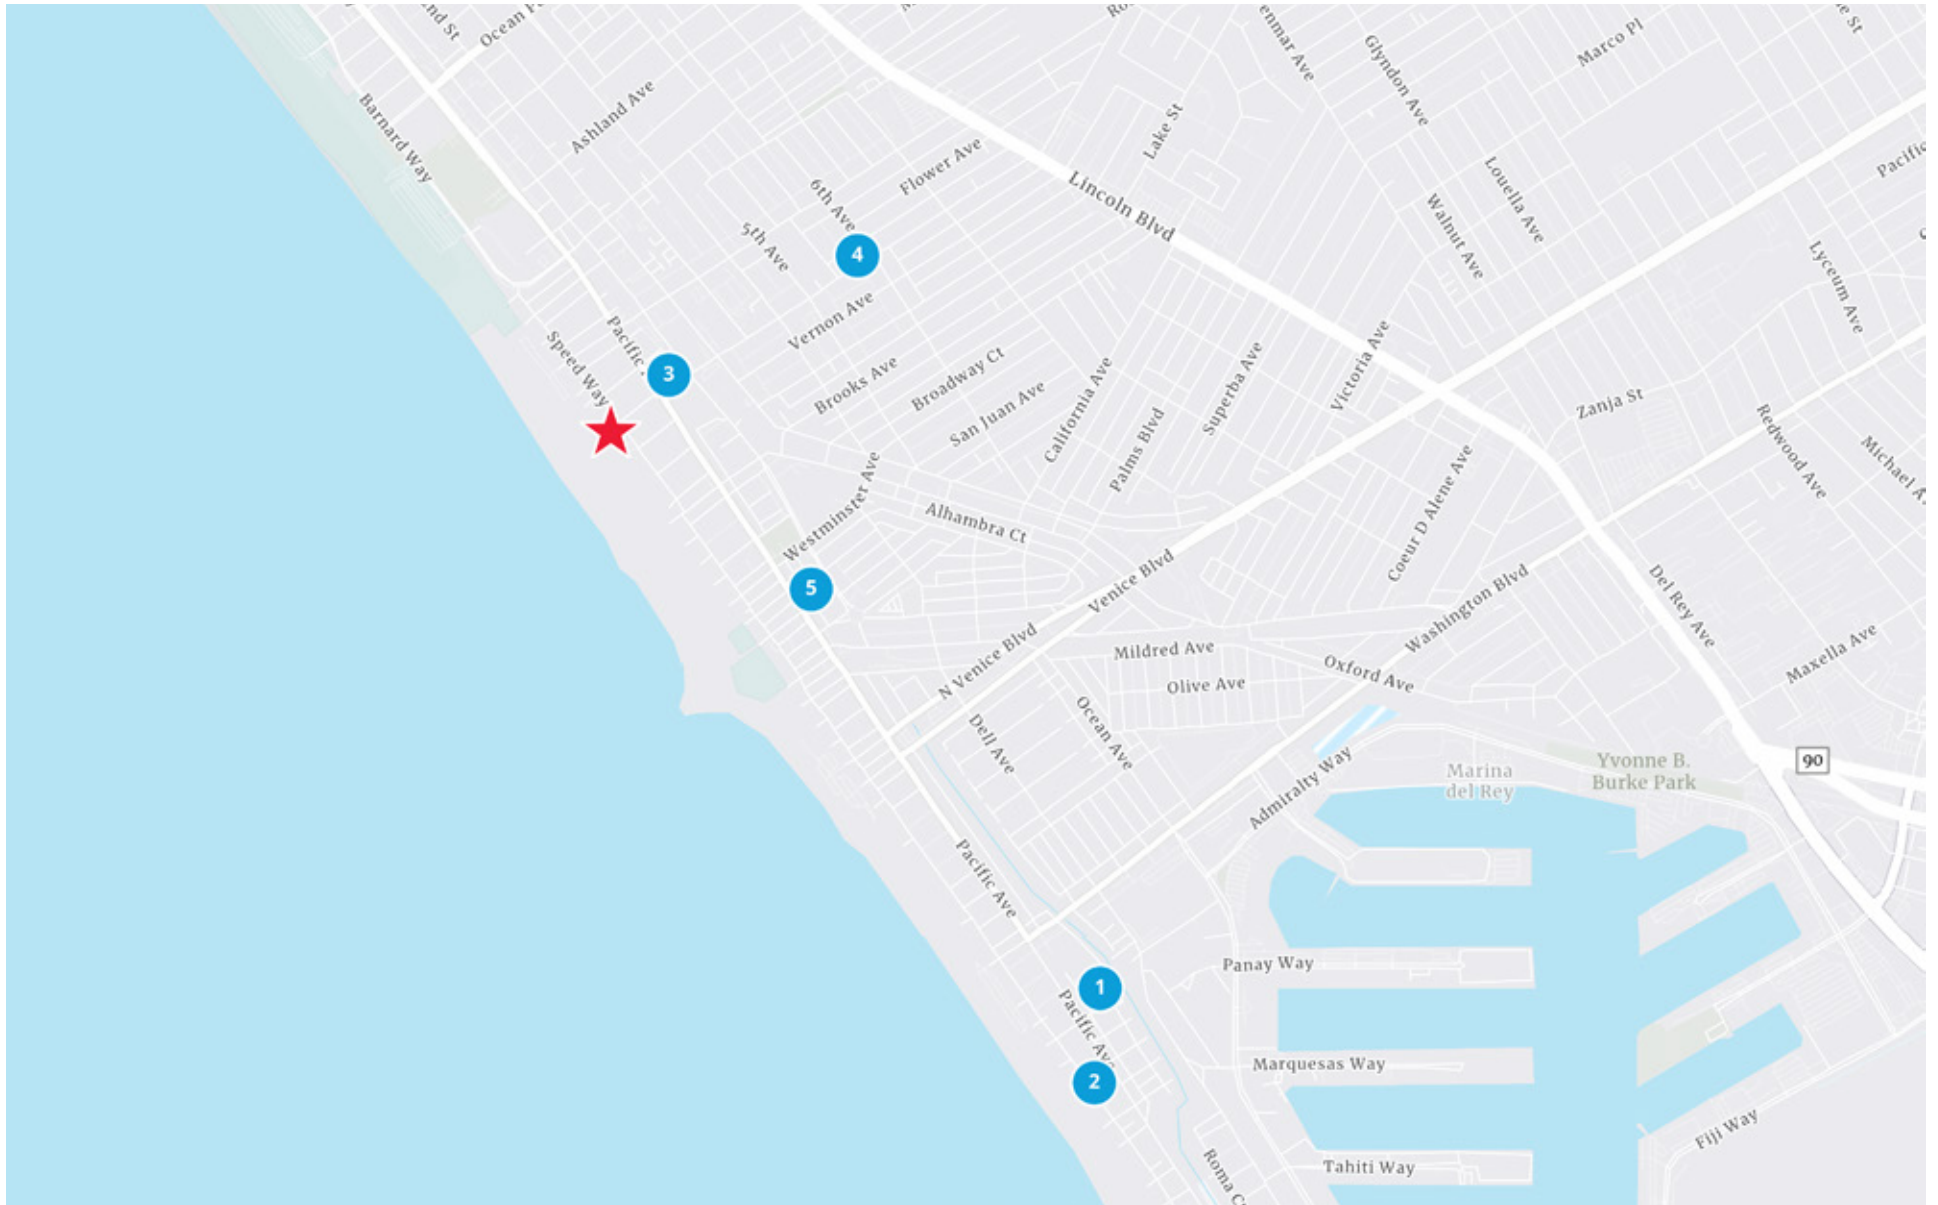 Ocean
Barnard Way
Ashland Ave
Flower Ave
6th Ave
5th Ave
4
Vernon Ave
Speed Way
Pacific
3
Brooks Ave
Broadway Ct
San Juan Ave
California Ave
Palms Blvd
Superba Ave
Victoria Ave
Lincoln Blvd
Lake St
Glyndon Ave
Marco Pl
Louella Ave
Walnut Ave
Pacific
Lyceum Ave
Zanja St
Redwood Ave
Michael
Westminster Ave
Alhambra Ct
5
Venice Blvd
N Venice Blvd
Coeur D Alene Ave
Washington Blvd
Del Rey Ave
Maxella Ave
Mildred Ave
Olive Ave
Oxford Ave
Dell Ave
Ocean Ave
Admiralty Way
Marina
del Rey
Yvonne B.
Burke Park
90
Pacific Ave
Panay Way
1
Pacific Ave
2
Marquesas Way
Fiji Way
Tahiti Way
Roma